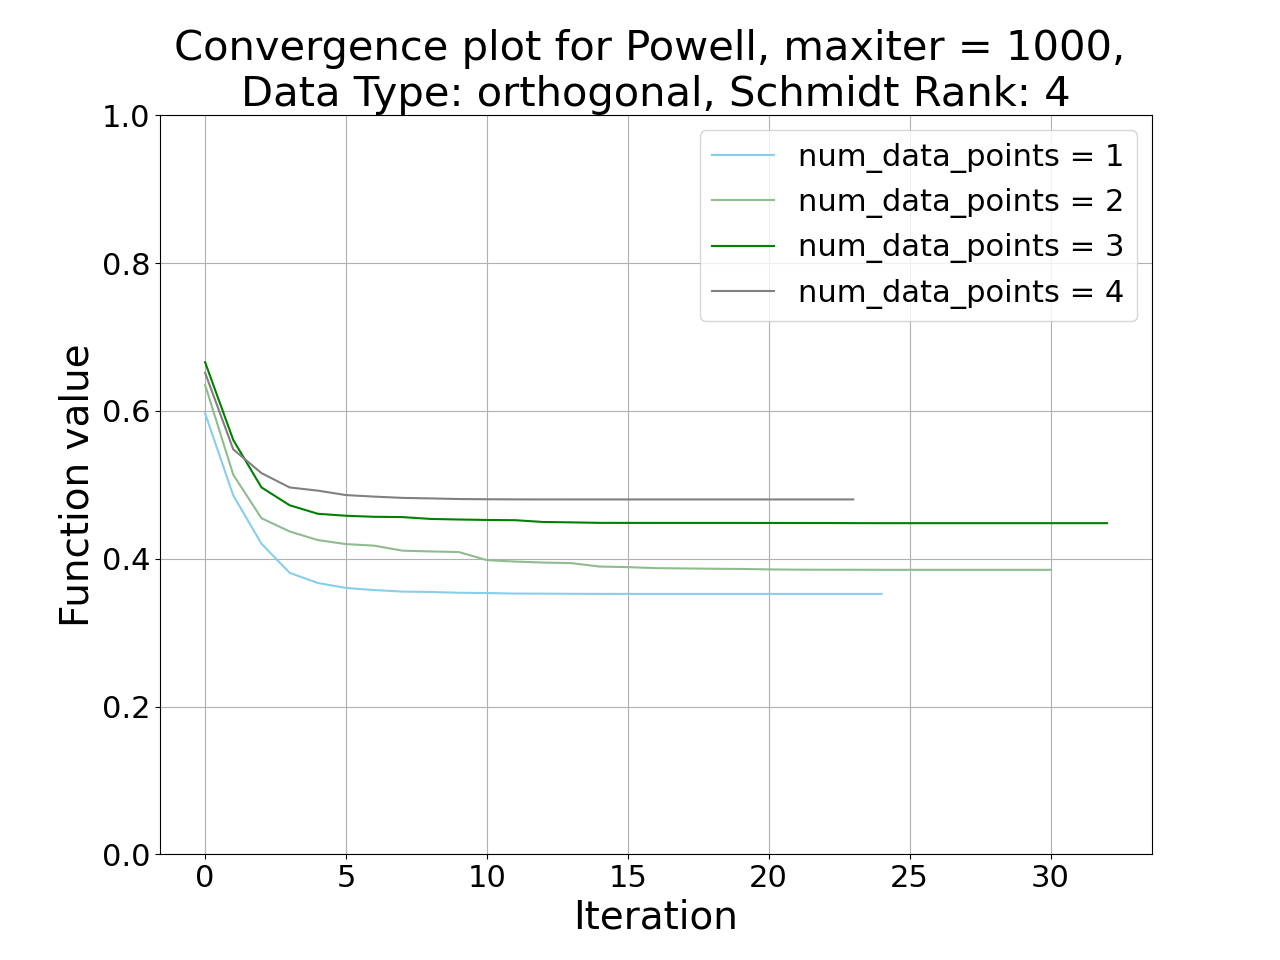 Convergence plot for Powell, maxiter = 1000,
Data Type: orthogonal, Schmidt Rank: 4
1.0
0.8
0.6
0.4
0.2
0.0
Function value
num_data_points = 1
num_data_points = 2
num_data_points = 3
num_data_points = 4
0 5 10 15 20 25 30
Iteration